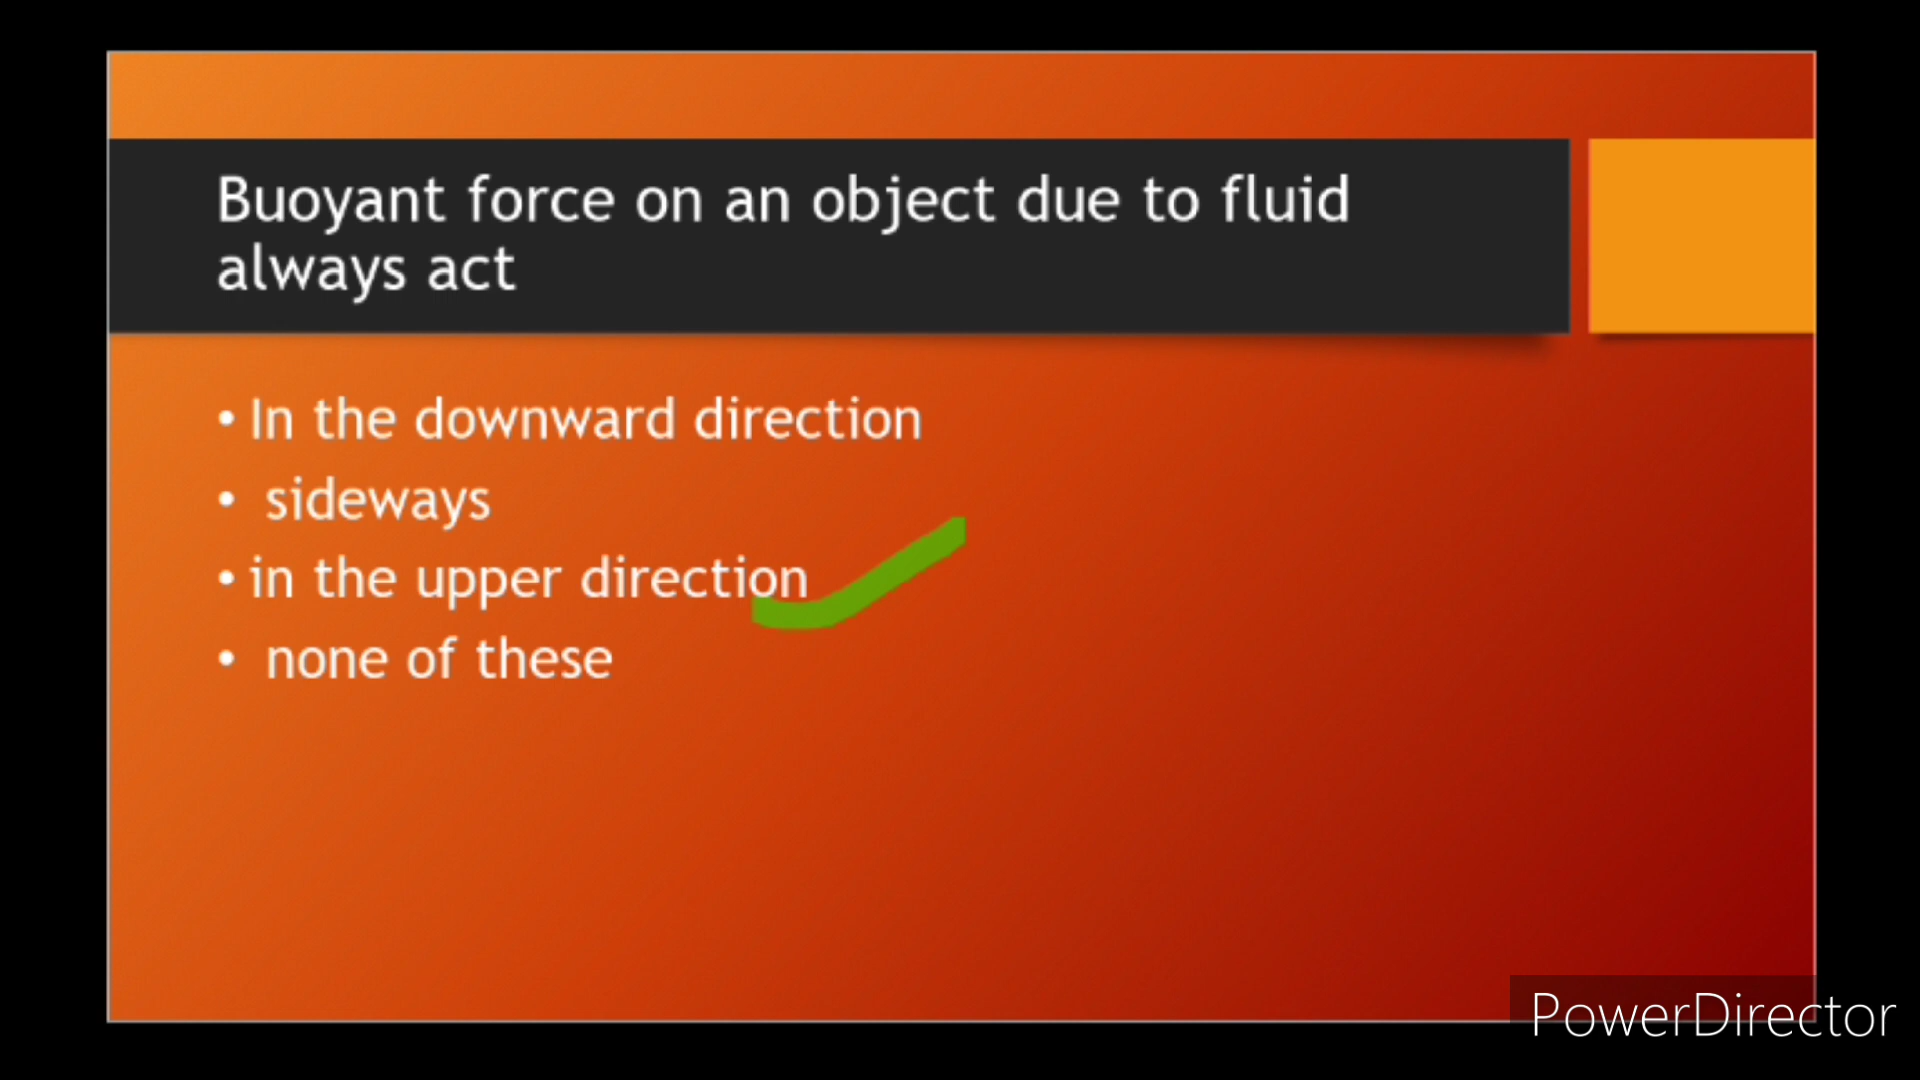 Buoyant force on an object due to fluid
always act
• In the downward direction
• sideways
• in the upper direction
• none of these
PowerDirector